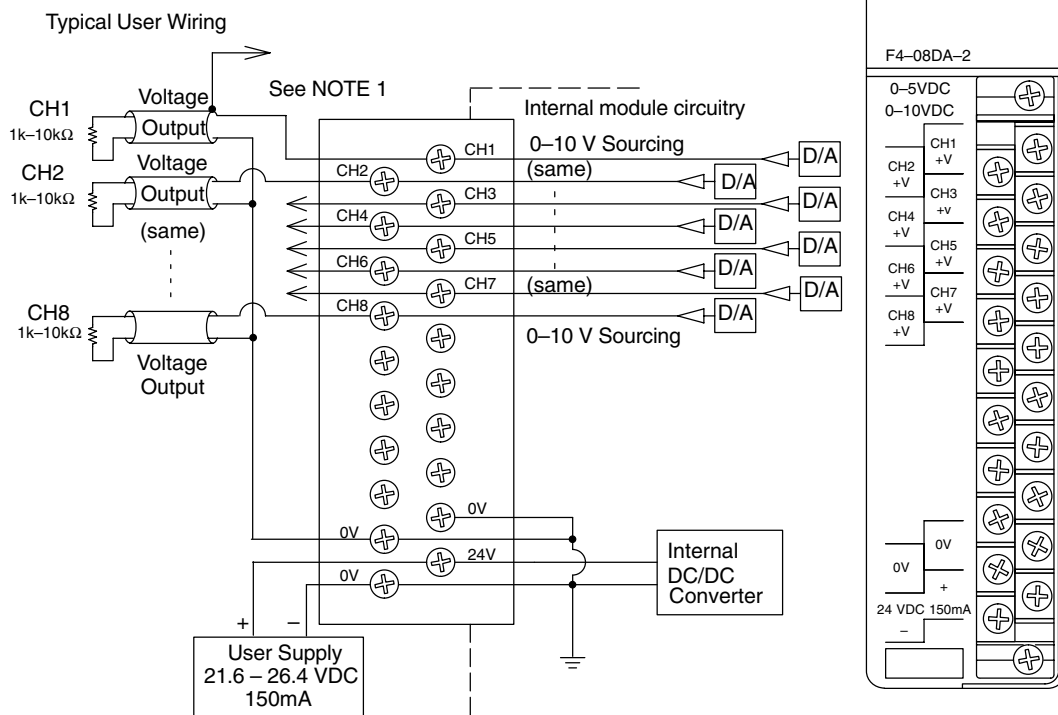 Typical User Wiring
See NOTE 1
CH1
1k–10kΩ
Voltage
Output
CH2
1k–10kΩ
Output
(same)
CH8
1k–10kΩ
Voltage
Output
Internal module circuitry
CH1
0–10 V Sourcing
D/A
CH2
(same)
D/A
CH3
D/A
CH4
D/A
CH5
D/A
CH6
D/A
CH7
(same)
D/A
CH8
D/A
0–10 V Sourcing
0V
0V
24V
0V
Internal
DC/DC
Converter
+ –
User Supply
21.6 – 26.4 VDC
150mA
F4–08DA–2
0–5VDC
0–10VDC
CH1
+V
CH2
+V
CH3
+v
CH4
+V
CH5
+V
CH6
+V
CH7
+V
CH8
+V
0V
0V
+
24 VDC 150mA
–